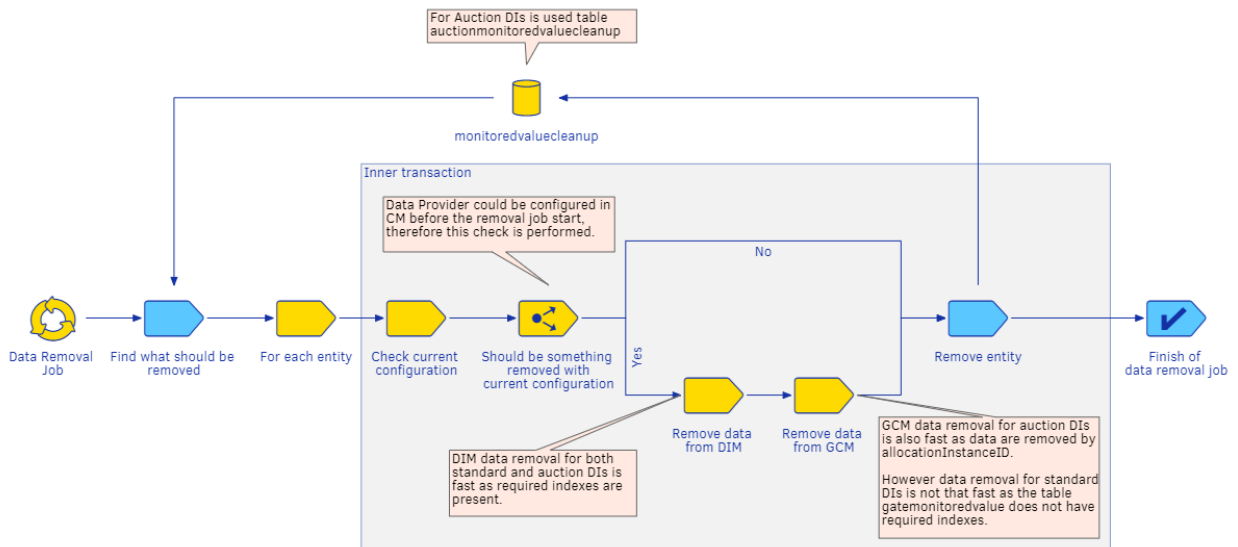 For Auction DIs is used table
auctionmonitoredvaluecleanup
monitoredvaluecleanup
Inner transaction
Data Provider could be configured in
CM before the removal job start,
therefore this check is performed.
No
Yes
Data Removal
Job
Find what should be
removed
For each entity
Check current
configuration
Should be something
removed with
current configuration
Remove entity
Finish of
data removal job
Remove data
from DIM
Remove data
from GCM
DIM data removal for both
standard and auction DIs is
fast as required indexes are
present.
GCM data removal for auction DIs
is also fast as data are removed by
allocationInstanceID.
However data removal for standard
DIs is not that fast as the table
gatemonitoredvalue does not have
required indexes.